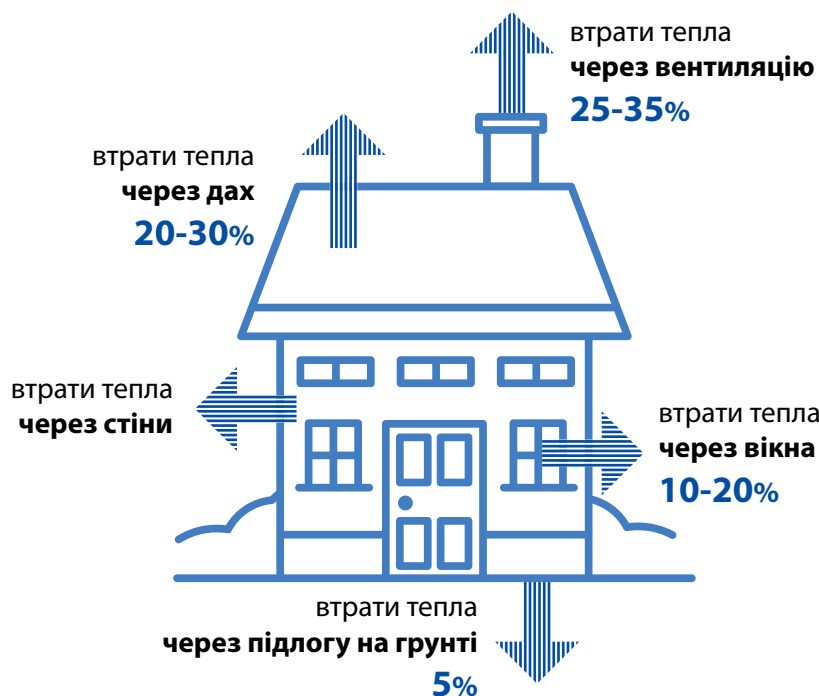 втрати тепла
через вентиляцію
25-35%
втрати тепла
через дах
20-30%
втрати тепла
через стіни
втрати тепла
через вікна
10-20%
втрати тепла
через підлогу на грунті
5%